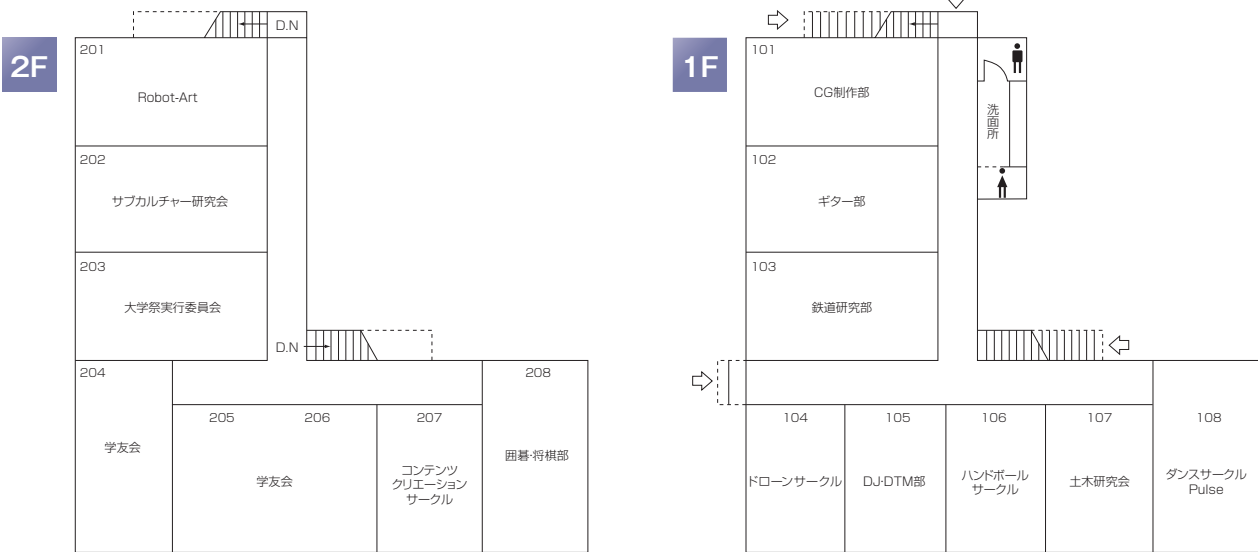 2F
D.N
201
Robot-Art
202
サブカルチャー研究会
203
大学祭実行委員会
D.N
204
学友会
205
206
学友会
207
コンテンツ
クリエーション
サークル
208
囲碁・将棋部
1F
101
CG制作部
洗面所
102
ギター部
103
鉄道研究部
104
ドローンサークル
105
DJ・DTM部
106
ハンドボール
サークル
107
土木研究会
108
ダンスサークル
Pulse